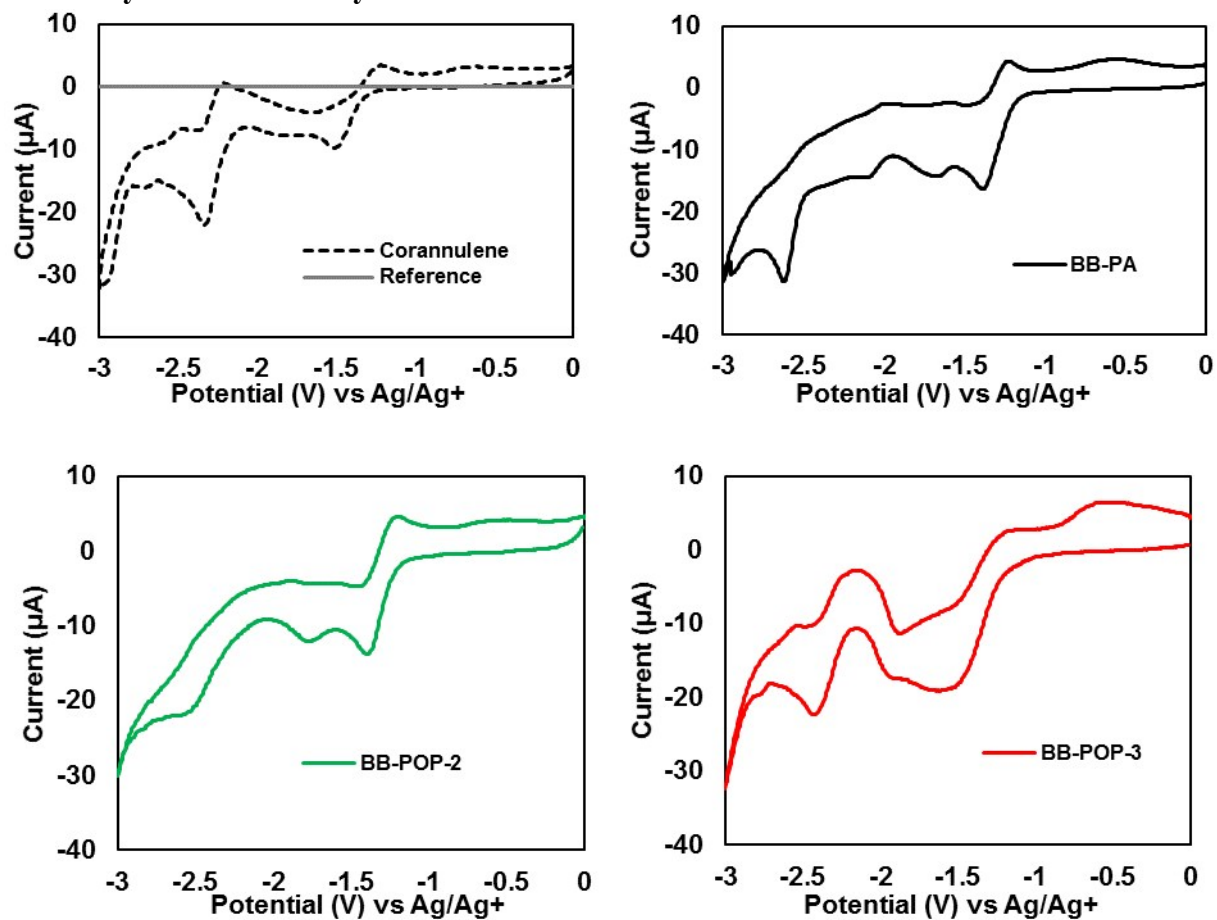 10
0
-10
-20
-30
-40
Current (µA)
Corannulene
Reference
-3 -2.5 -2 -1.5 -1 -0.5 0
Potential (V) vs Ag/Ag+
10
0
-10
-20
-30
-40
Current (µA)
BB-PA
-3 -2.5 -2 -1.5 -1 -0.5 0
Potential (V) vs Ag/Ag+
10
0
-10
-20
-30
-40
Current (µA)
BB-POP-2
-3 -2.5 -2 -1.5 -1 -0.5 0
Potential (V) vs Ag/Ag+
10
0
-10
-20
-30
-40
Current (µA)
BB-POP-3
-3 -2.5 -2 -1.5 -1 -0.5 0
Potential (V) vs Ag/Ag+